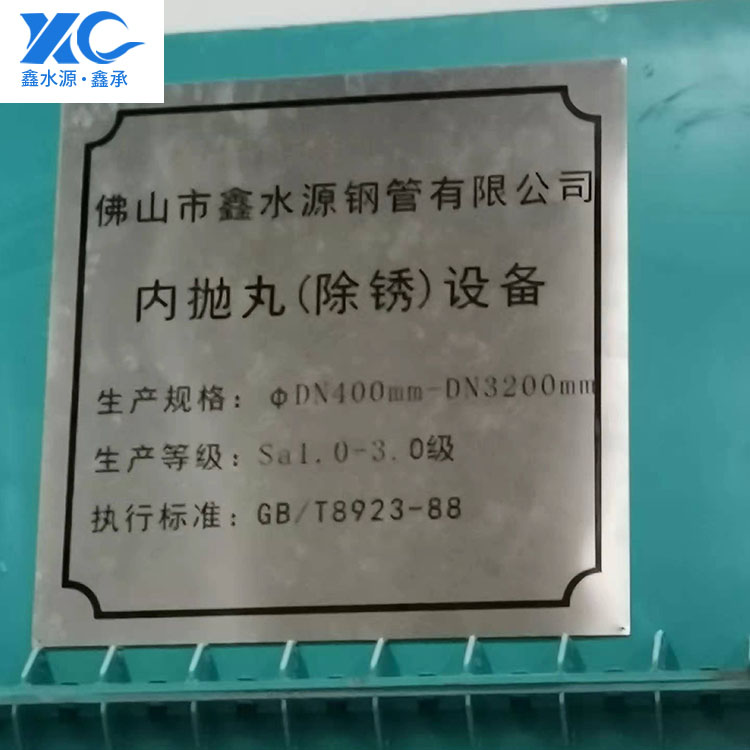 XC
鑫水源·鑫承
佛山市鑫水源钢管有限公司
内抛丸(除锈)设备
生产规格: ΦDN400mm-DN3200mm
生产等级: Sa1.0-3.0级
执行标准: GB/T8923-88